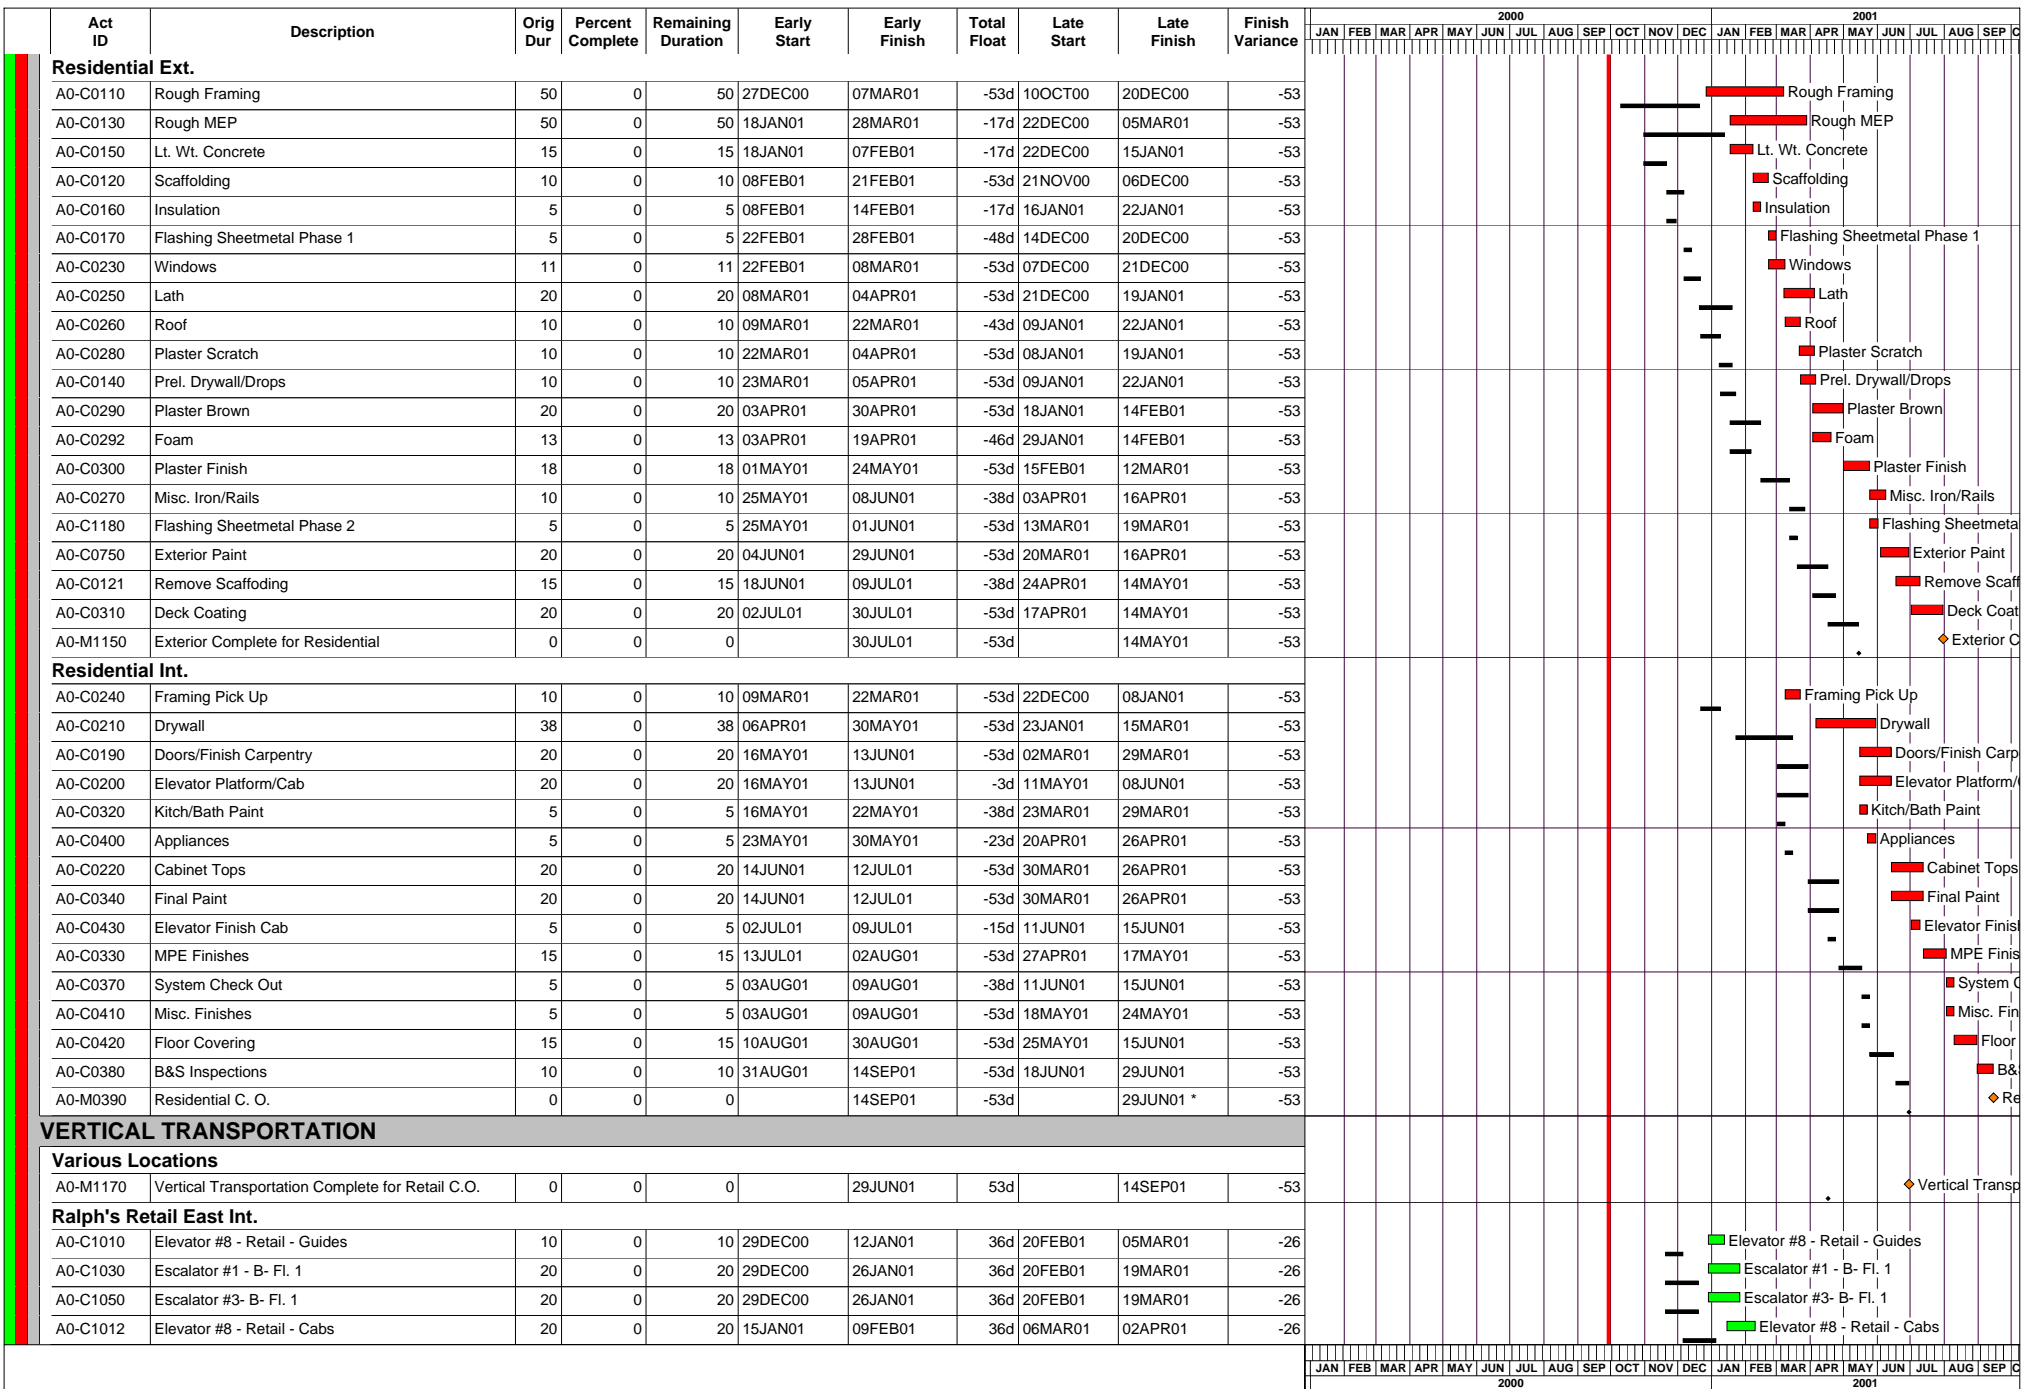 Act ID Description Orig Dur Percent Complete Remaining Duration Early Start Early Finish Total Float Late Start Late Finish Finish Variance
2000 2001
JAN FEB MAR APR MAY JUN JUL AUG SEP OCT NOV DEC JAN FEB MAR APR MAY JUN JUL AUG SEP
Residential Ext.
A0-C0110 Rough Framing 50 0 50 27DEC00 07MAR01 -53d 10OCT00 20DEC00 -53 Rough Framing
A0-C0130 Rough MEP 50 0 50 18JAN01 28MAR01 -17d 22DEC00 05MAR01 -53 Rough MEP
A0-C0150 Lt. Wt. Concrete 15 0 15 18JAN01 07FEB01 -17d 22DEC00 15JAN01 -53 Lt. Wt. Concrete
A0-C0120 Scaffolding 10 0 10 08FEB01 21FEB01 -53d 21NOV00 06DEC00 -53 Scaffolding
A0-C0160 Insulation 5 0 5 08FEB01 14FEB01 -17d 16JAN01 22JAN01 -53 Insulation
A0-C0170 Flashing Sheetmetal Phase 1 5 0 5 22FEB01 28FEB01 -48d 14DEC00 20DEC00 -53 Flashing Sheetmetal Phase 1
A0-C0230 Windows 11 0 11 22FEB01 08MAR01 -53d 07DEC00 21DEC00 -53 Windows
A0-C0250 Lath 20 0 20 08MAR01 04APR01 -53d 21DEC00 19JAN01 -53 Lath
A0-C0260 Roof 10 0 10 09MAR01 22MAR01 -43d 09JAN01 22JAN01 -53 Roof
A0-C0280 Plaster Scratch 10 0 10 22MAR01 04APR01 -53d 08JAN01 19JAN01 -53 Plaster Scratch
A0-C0140 Prel. Drywall/Drops 10 0 10 23MAR01 05APR01 -53d 09JAN01 22JAN01 -53 Prel. Drywall/Drops
A0-C0290 Plaster Brown 20 0 20 03APR01 30APR01 -53d 18JAN01 14FEB01 -53 Plaster Brown
A0-C0292 Foam 13 0 13 03APR01 19APR01 -46d 29JAN01 14FEB01 -53 Foam
A0-C0300 Plaster Finish 18 0 18 01MAY01 24MAY01 -53d 15FEB01 12MAR01 -53 Plaster Finish
A0-C0270 Misc. Iron/Rails 10 0 10 25MAY01 08JUN01 -38d 03APR01 16APR01 -53 Misc. Iron/Rails
A0-C1180 Flashing Sheetmetal Phase 2 5 0 5 25MAY01 01JUN01 -53d 13MAR01 19MAR01 -53 Flashing Sheetmeta
A0-C0750 Exterior Paint 20 0 20 04JUN01 29JUN01 -53d 20MAR01 16APR01 -53 Exterior Paint
A0-C0121 Remove Scaffoding 15 0 15 18JUN01 09JUL01 -38d 24APR01 14MAY01 -53 Remove Scaff
A0-C0310 Deck Coating 20 0 20 02JUL01 30JUL01 -53d 17APR01 14MAY01 -53 Deck Coat
A0-M1150 Exterior Complete for Residential 0 0 0 30JUL01 -53d 14MAY01 -53 Exterior C
Residential Int.
A0-C0240 Framing Pick Up 10 0 10 09MAR01 22MAR01 -53d 22DEC00 08JAN01 -53 Framing Pick Up
A0-C0210 Drywall 38 0 38 06APR01 30MAY01 -53d 23JAN01 15MAR01 -53 Drywall
A0-C0190 Doors/Finish Carpentry 20 0 20 16MAY01 13JUN01 -53d 02MAR01 29MAR01 -53 Doors/Finish Carp
A0-C0200 Elevator Platform/Cab 20 0 20 16MAY01 13JUN01 -3d 11MAY01 08JUN01 -53 Elevator Platform/
A0-C0320 Kitch/Bath Paint 5 0 5 16MAY01 22MAY01 -38d 23MAR01 29MAR01 -53 Kitch/Bath Paint
A0-C0400 Appliances 5 0 5 23MAY01 30MAY01 -23d 20APR01 26APR01 -53 Appliances
A0-C0220 Cabinet Tops 20 0 20 14JUN01 12JUL01 -53d 30MAR01 26APR01 -53 Cabinet Tops
A0-C0340 Final Paint 20 0 20 14JUN01 12JUL01 -53d 30MAR01 26APR01 -53 Final Paint
A0-C0430 Elevator Finish Cab 5 0 5 02JUL01 09JUL01 -15d 11JUN01 15JUN01 -53 Elevator Finish
A0-C0330 MPE Finishes 15 0 15 13JUL01 02AUG01 -53d 27APR01 17MAY01 -53 MPE Finis
A0-C0370 System Check Out 5 0 5 03AUG01 09AUG01 -38d 11JUN01 15JUN01 -53 System C
A0-C0410 Misc. Finishes 5 0 5 03AUG01 09AUG01 -53d 18MAY01 24MAY01 -53 Misc. Fin
A0-C0420 Floor Covering 15 0 15 10AUG01 30AUG01 -53d 25MAY01 15JUN01 -53 Floor
A0-C0380 B&S Inspections 10 0 10 31AUG01 14SEP01 -53d 18JUN01 29JUN01 -53 B&
A0-M0390 Residential C. O. 0 0 0 14SEP01 -53d 29JUN01 * -53 Re
VERTICAL TRANSPORTATION
Various Locations
A0-M1170 Vertical Transportation Complete for Retail C.O. 0 0 0 29JUN01 53d 14SEP01 -53 Vertical Transp
Ralph's Retail East Int.
A0-C1010 Elevator #8 - Retail - Guides 10 0 10 29DEC00 12JAN01 36d 20FEB01 05MAR01 -26 Elevator #8 - Retail - Guides
A0-C1030 Escalator #1 - B- Fl. 1 20 0 20 29DEC00 26JAN01 36d 20FEB01 19MAR01 -26 Escalator #1 - B- Fl. 1
A0-C1050 Escalator #3- B- Fl. 1 20 0 20 29DEC00 26JAN01 36d 20FEB01 19MAR01 -26 Escalator #3- B- Fl. 1
A0-C1012 Elevator #8 - Retail - Cabs 20 0 20 15JAN01 09FEB01 36d 06MAR01 02APR01 -26 Elevator #8 - Retail - Cabs
JAN FEB MAR APR MAY JUN JUL AUG SEP OCT NOV DEC JAN FEB MAR APR MAY JUN JUL AUG SEP
2000 2001